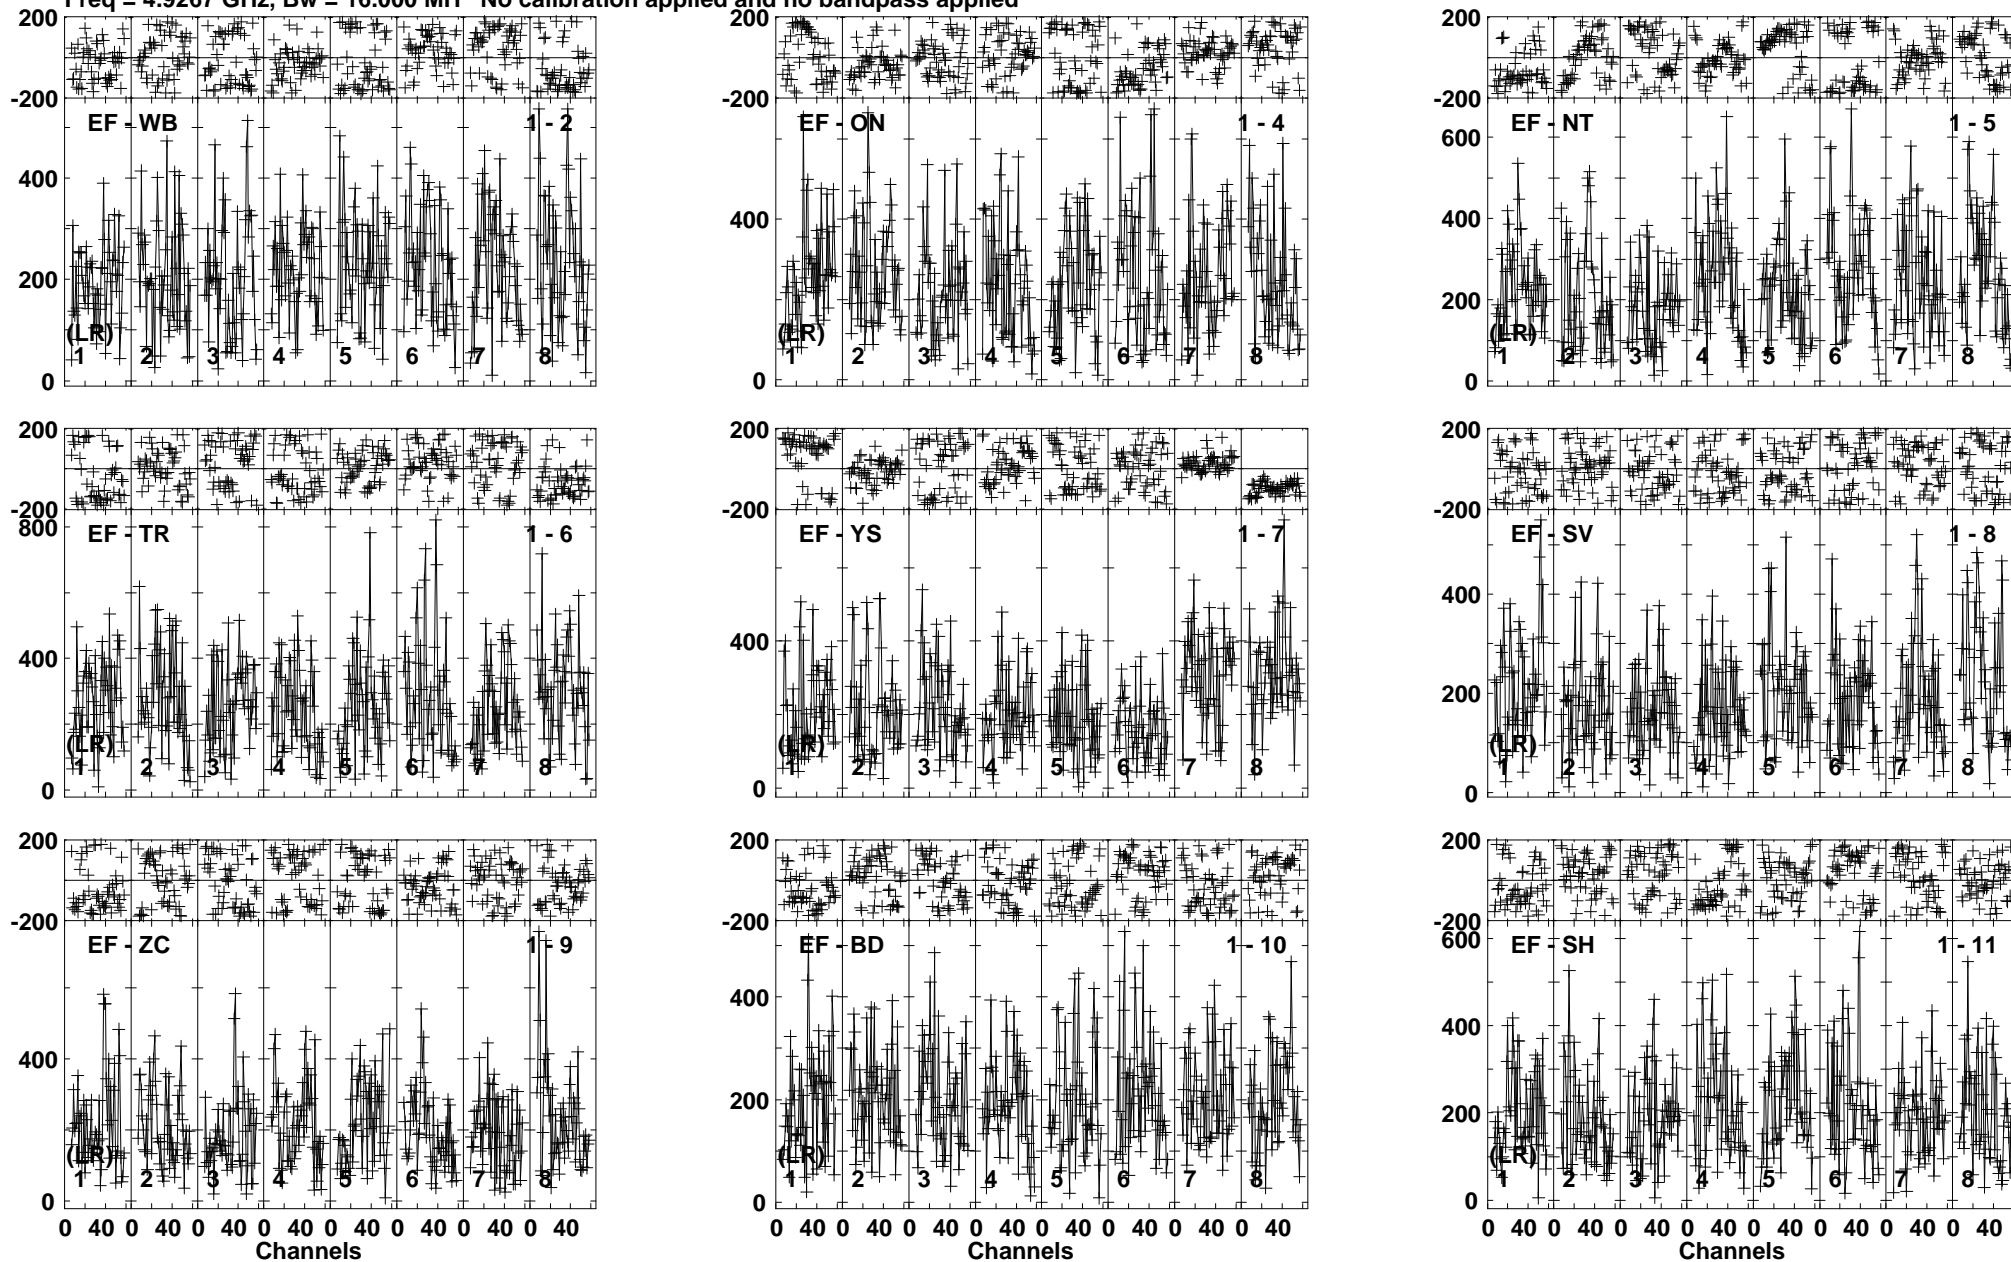 Freq = 4.9267 GHz, Bw = 16.000 MH No calibration applied and no bandpass applied
200
-200
EF - WB 1 - 2
400
200
0
(LR)
1 2 3 4 5 6 7 8
200
-200
EF - ON 1 - 4
400
0
(LR)
1 2 3 4 5 6 7 8
200
-200
EF - NT 1 - 5
600
400
200
0
(LR)
1 2 3 4 5 6 7 8
200
-200
EF - TR 1 - 6
800
400
0
(LR)
1 2 3 4 5 6 7 8
200
-200
EF - YS 1 - 7
400
0
(LR)
1 2 3 4 5 6 7 8
200
-200
EF - SV 1 - 8
400
200
0
(LR)
1 2 3 4 5 6 7 8
200
-200
EF - ZC 1 - 9
400
0
(LR)
1 2 3 4 5 6 7 8
0 40 0 40 0 40 0 40 0 40 0 40 0 40 0 40
Channels
200
-200
EF - BD 1 - 10
400
200
0
(LR)
1 2 3 4 5 6 7 8
0 40 0 40 0 40 0 40 0 40 0 40 0 40 0 40
200
-200
EF - SH 1 - 11
600
400
200
0
(LR)
1 2 3 4 5 6 7 8
0 40 0 40 0 40 0 40 0 40 0 40 0 40 0 40
Channels